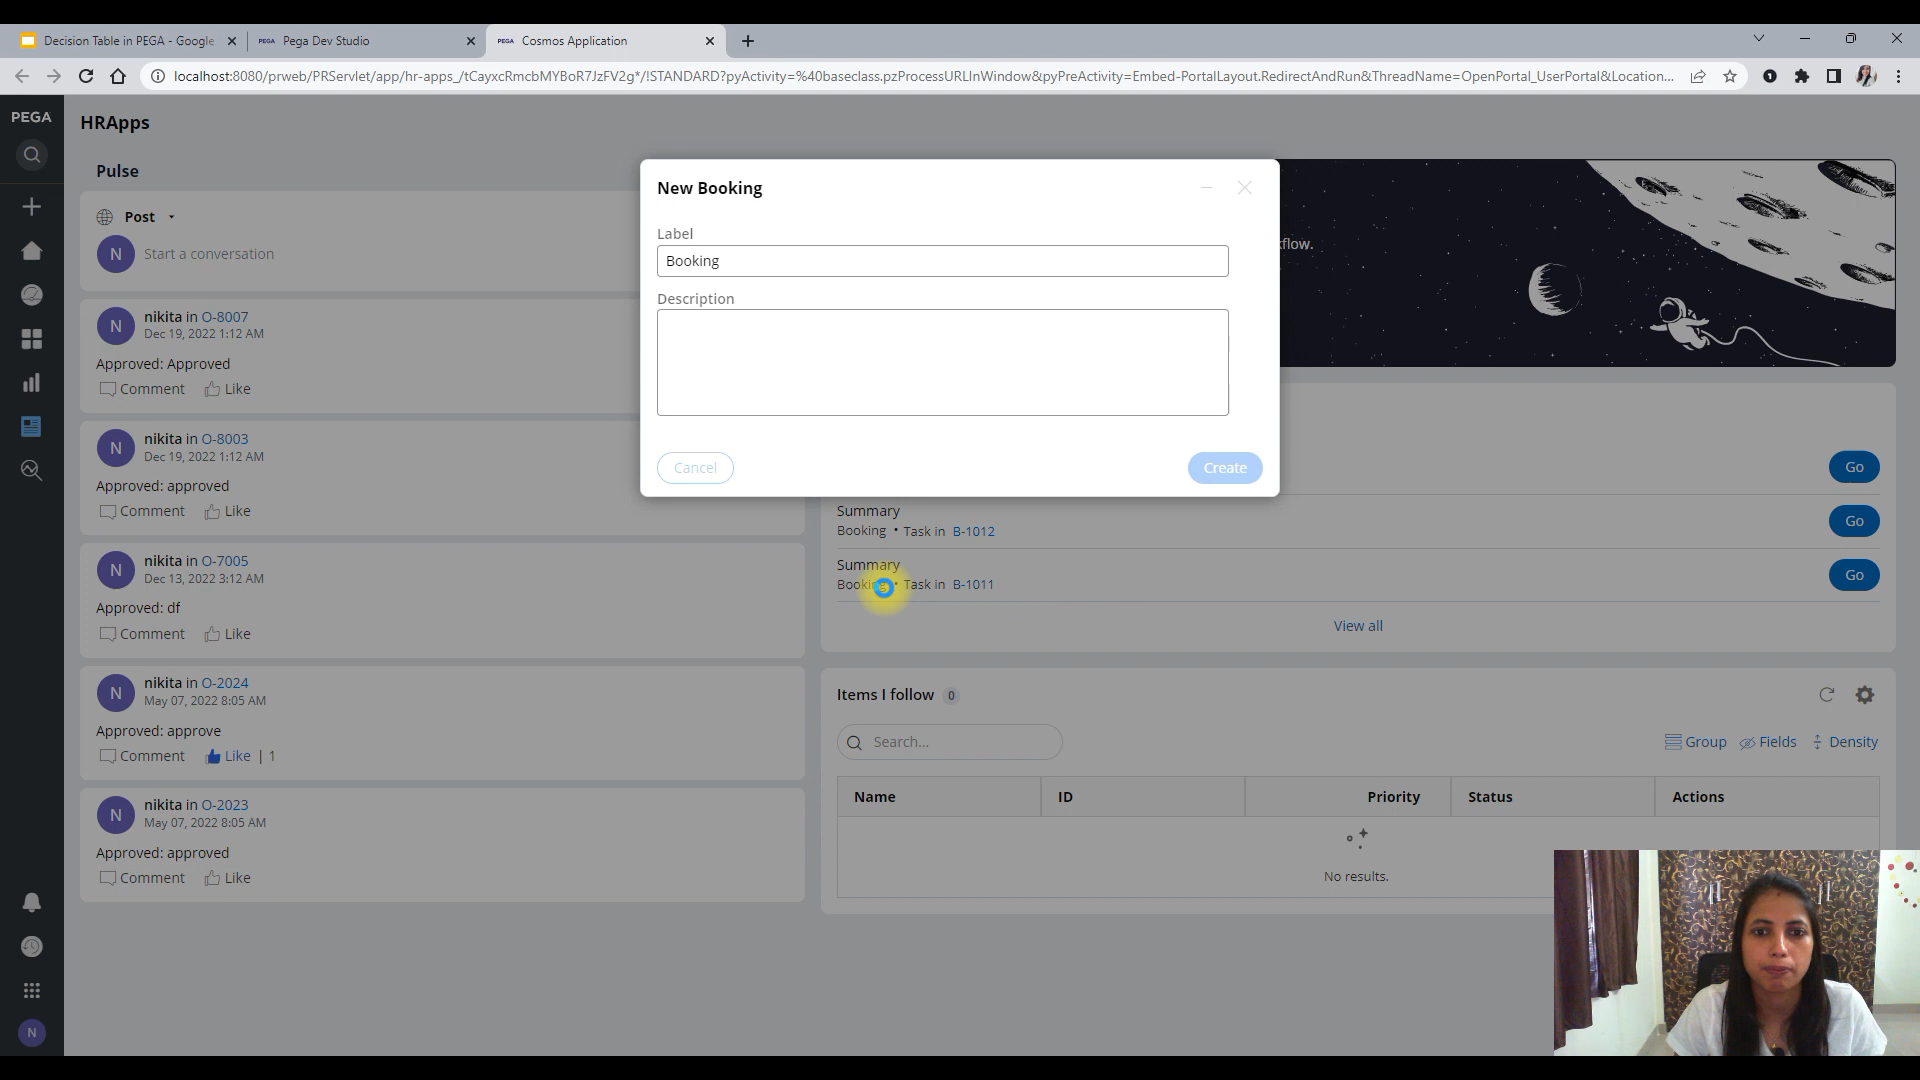 Decision Table in PEGA - Google
PEGA Pega Dev Studio
PEGA Cosmos Application
localhost:8080/prweb/PRServlet/app/hr-apps_/tCayxcRmcbMYBoR7JzFV2g*/!STANDARD?pyActivity=%40baseclass.pzProcessURLInWindow&pyPreActivity=Embed-PortalLayout.RedirectAndRun&ThreadName=OpenPortal_UserPortal&Location...
PEGA
HRApps
Pulse
Post
N
Start a conversation
N
nikita in O-8007
Dec 19, 2022 1:12 AM
Approved: Approved
Comment Like
N
nikita in O-8003
Dec 19, 2022 1:12 AM
Approved: approved
Comment Like
N
nikita in O-7005
Dec 13, 2022 3:12 AM
Approved: df
Comment Like
N
nikita in O-2024
May 07, 2022 8:05 AM
Approved: approve
Comment Like | 1
N
nikita in O-2023
May 07, 2022 8:05 AM
Approved: approved
Comment Like
N
New Booking
Label
Booking
Description
Cancel
Create
flow.
Go
Summary
Booking • Task in B-1012
Go
Summary
Booking • Task in B-1011
Go
View all
Items I follow 0
Search...
Group Fields Density
Name ID Priority Status Actions
No results.